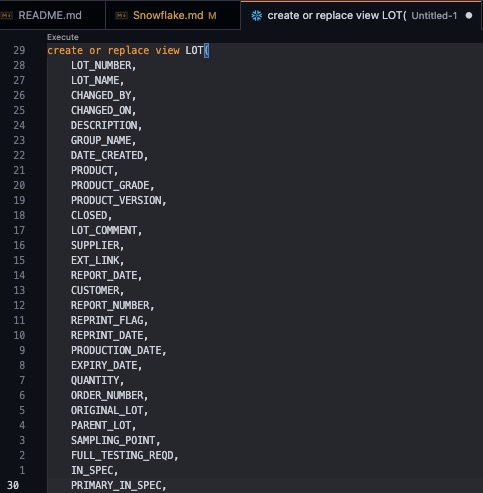 README.md Snowflake.md M create or replace view LOT( Untitled-1
Execute
29 create or replace view LOT(
28 LOT_NUMBER,
27 LOT_NAME,
26 CHANGED_BY,
25 CHANGED_ON,
24 DESCRIPTION,
23 GROUP_NAME,
22 DATE_CREATED,
21 PRODUCT,
20 PRODUCT_GRADE,
19 PRODUCT_VERSION,
18 CLOSED,
17 LOT_COMMENT,
16 SUPPLIER,
15 EXT_LINK,
14 REPORT_DATE,
13 CUSTOMER,
12 REPORT_NUMBER,
11 REPRINT_FLAG,
10 REPRINT_DATE,
9 PRODUCTION_DATE,
8 EXPIRY_DATE,
7 QUANTITY,
6 ORDER_NUMBER,
5 ORIGINAL_LOT,
4 PARENT_LOT,
3 SAMPLING_POINT,
2 FULL_TESTING_REQD,
1 IN_SPEC,
30 PRIMARY_IN_SPEC,